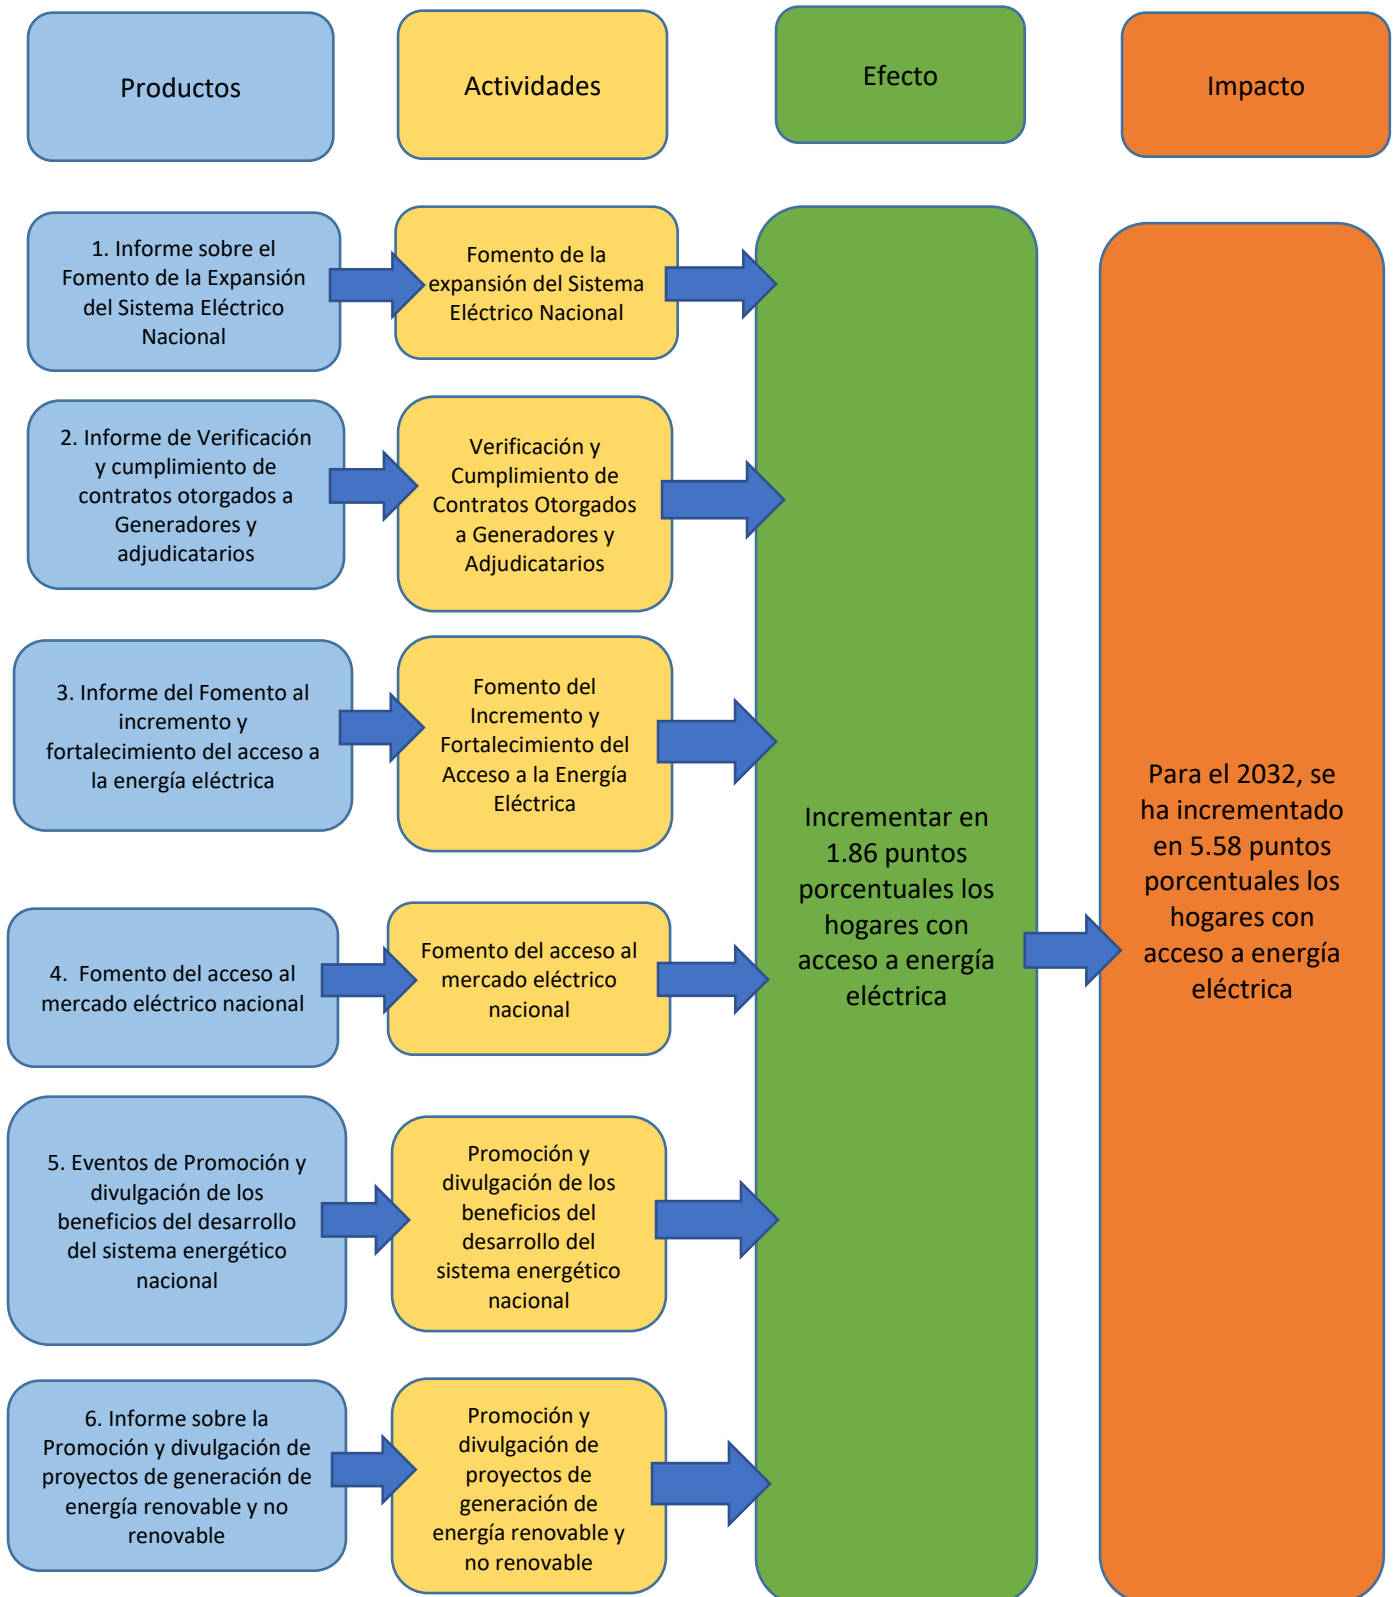 Productos
Actividades
Efecto
Impacto
1. Informe sobre el
Fomento de la Expansión
del Sistema Eléctrico
Nacional
Fomento de la
expansión del Sistema
Eléctrico Nacional
2. Informe de Verificación
y cumplimiento de
contratos otorgados a
Generadores y
adjudicatarios
Verificación y
Cumplimiento de
Contratos Otorgados
a Generadores y
Adjudicatarios
3. Informe del Fomento al
incremento y
fortalecimiento del acceso a
la energía eléctrica
Fomento del
Incremento y
Fortalecimiento del
Acceso a la Energía
Eléctrica
4. Fomento del acceso al
mercado eléctrico nacional
Fomento del acceso al
mercado eléctrico
nacional
5. Eventos de Promoción y
divulgación de los
beneficios del desarrollo
del sistema energético
nacional
Promoción y
divulgación de los
beneficios del
desarrollo del
sistema energético
nacional
6. Informe sobre la
Promoción y divulgación de
proyectos de generación de
energía renovable y no
renovable
Promoción y
divulgación de
proyectos de
generación de
energía renovable y
no renovable
Incrementar en
1.86 puntos
porcentuales los
hogares con
acceso a energía
eléctrica
Para el 2032, se
ha incrementado
en 5.58 puntos
porcentuales los
hogares con
acceso a energía
eléctrica